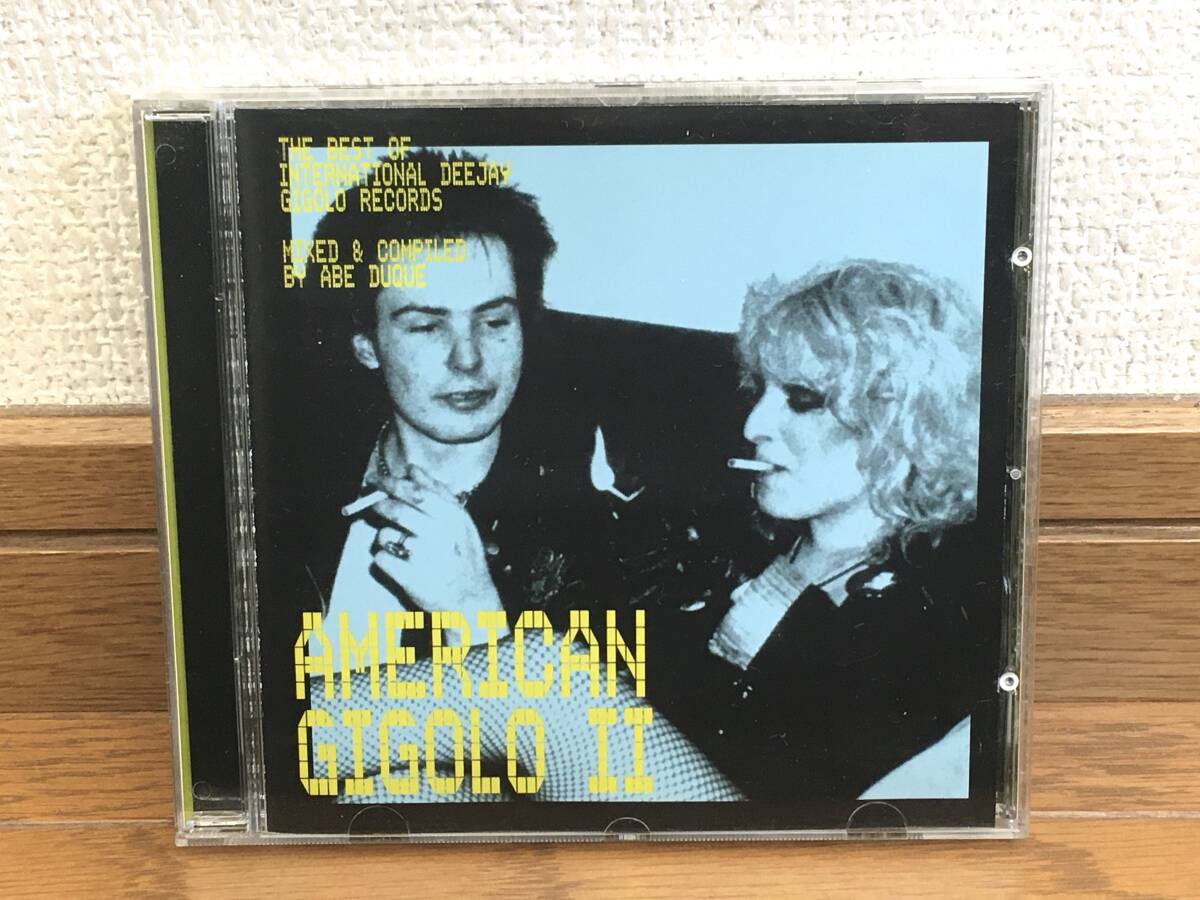 THE BEST OF
INTERNATIONAL DEEJAY
GIGOLO RECORDS
MIXED & COMPILED
BY ABE DUQUE
AMERICAN
GIGOLO II